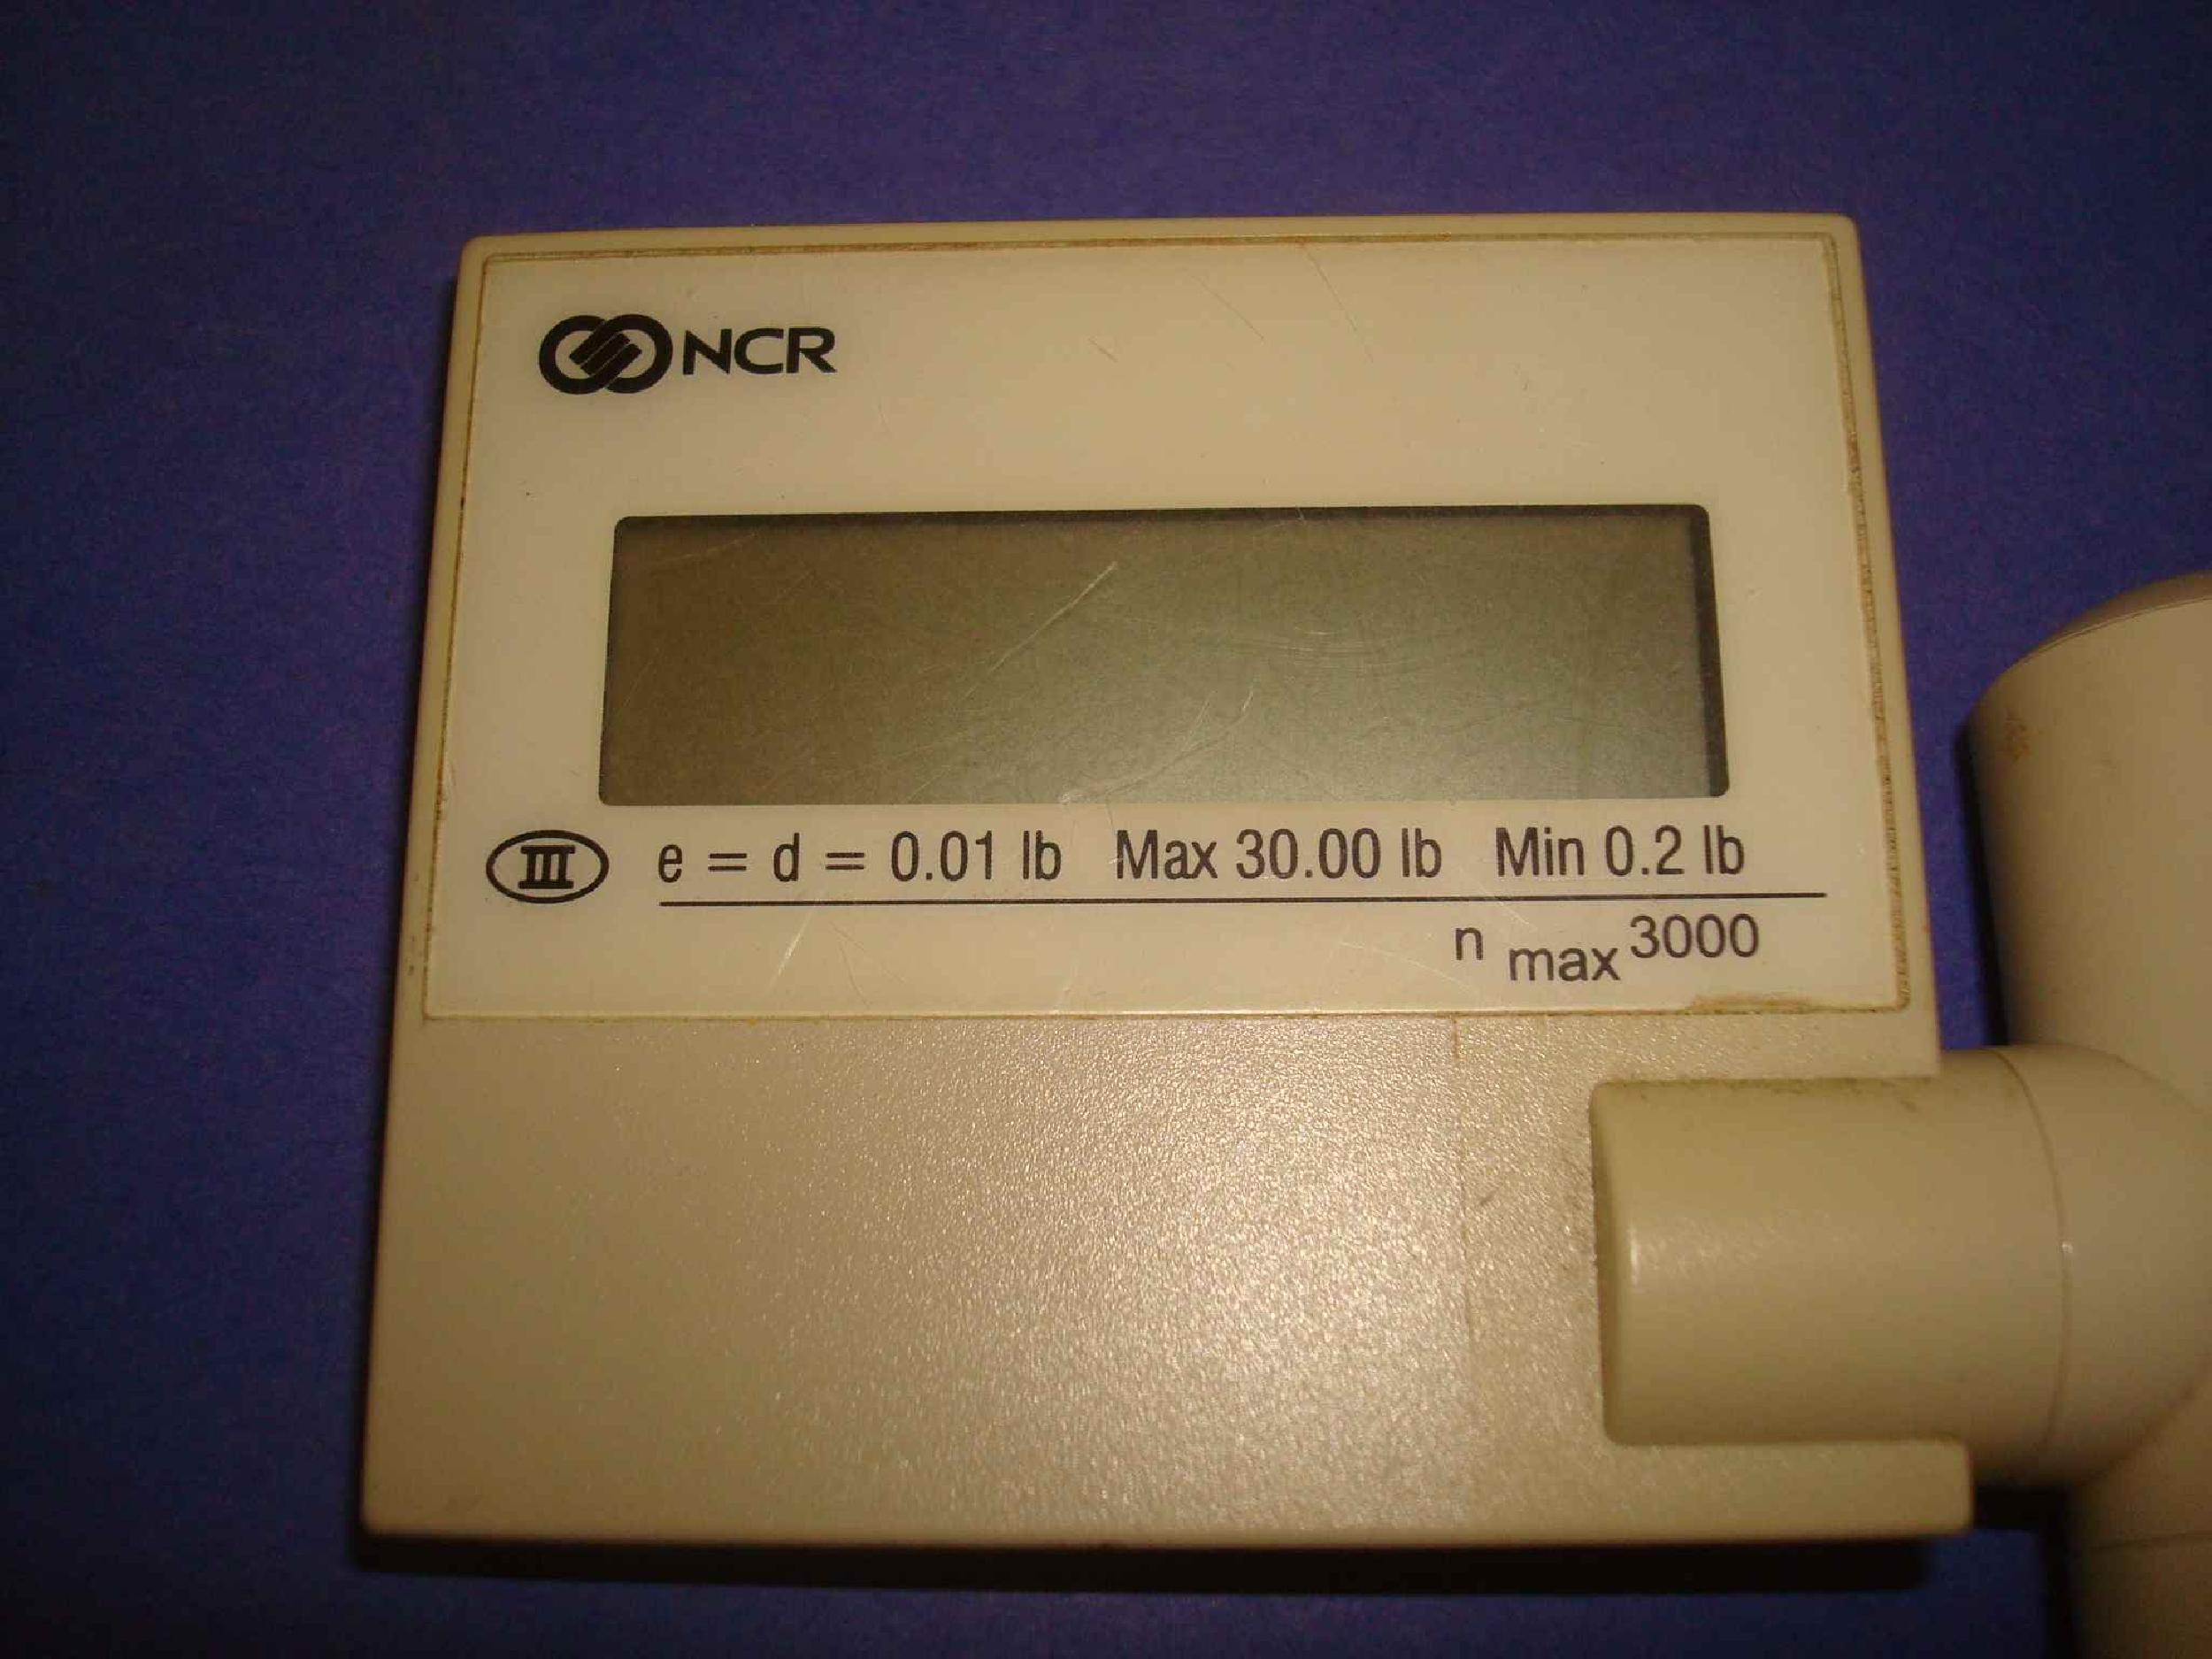 NCR
III e = d = 0.01 lb Max 30.00 lb Min 0.2 lb
n max 3000